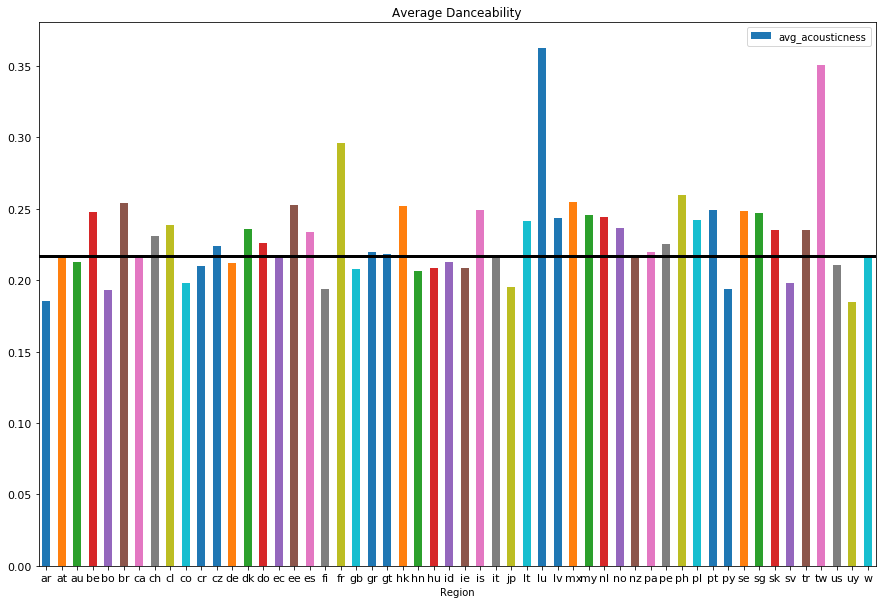 Average Danceability
avg_acousticness
0.35
0.30
0.25
0.20
0.15
0.10
0.05
0.00
ar at au be bo br ca ch cl co cr cz de dk do ec ee es fi fr gb gr gt hk hn hu id ie is it jp lt lu lv mx my nl no nz pa pe ph pl pt py se sg sk sv tr tw us uy w
Region